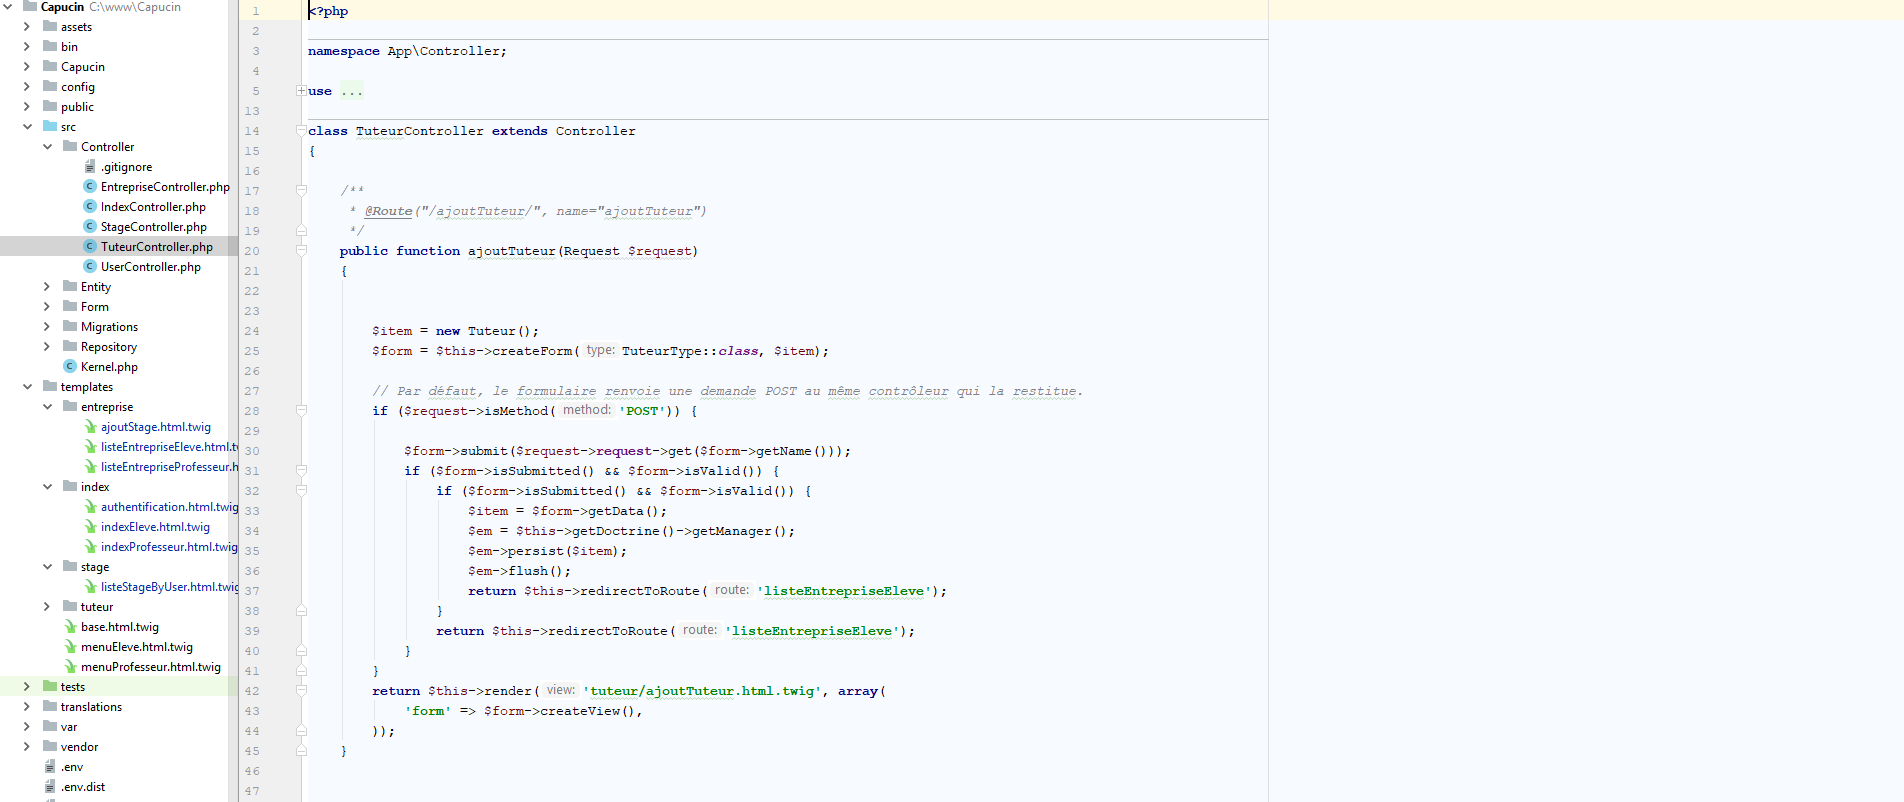 Capucin C:\www\Capucin
assets
bin
Capucin
config
public
src
Controller
.gitignore
EntrepriseController.php
IndexController.php
StageController.php
TuteurController.php
UserController.php
Entity
Form
Migrations
Repository
Kernel.php
templates
entreprise
ajoutStage.html.twig
listeEntrepriseEleve.html.tw
listeEntrepriseProfesseur.h
index
authentification.html.twig
indexEleve.html.twig
indexProfesseur.html.twig
stage
listeStageByUser.html.twig
tuteur
base.html.twig
menuEleve.html.twig
menuProfesseur.html.twig
tests
translations
var
vendor
.env
.env.dist
1 <?php
2
3 namespace App\Controller;
4
5 use ...
13
14 class TuteurController extends Controller
15 {
16
17 /**
18 * @Route("/ajoutTuteur/", name="ajoutTuteur")
19 */
20 public function ajoutTuteur(Request $request)
21 {
22
23
24 $item = new Tuteur();
25 $form = $this->createForm( type: TuteurType::class, $item);
26
27 // Par défaut, le formulaire renvoie une demande POST au même contrôleur qui la restitue.
28 if ($request->isMethod( method: 'POST')) {
29
30 $form->submit($request->request->get($form->getName()));
31 if ($form->isSubmitted() && $form->isValid()) {
32 if ($form->isSubmitted() && $form->isValid()) {
33 $item = $form->getData();
34 $em = $this->getDoctrine()->getManager();
35 $em->persist($item);
36 $em->flush();
37 return $this->redirectToRoute( route: 'listeEntrepriseEleve');
38 }
39 return $this->redirectToRoute( route: 'listeEntrepriseEleve');
40 }
41 }
42 return $this->render( view: 'tuteur/ajoutTuteur.html.twig', array(
43 'form' => $form->createView(),
44 ));
45 }
46
47